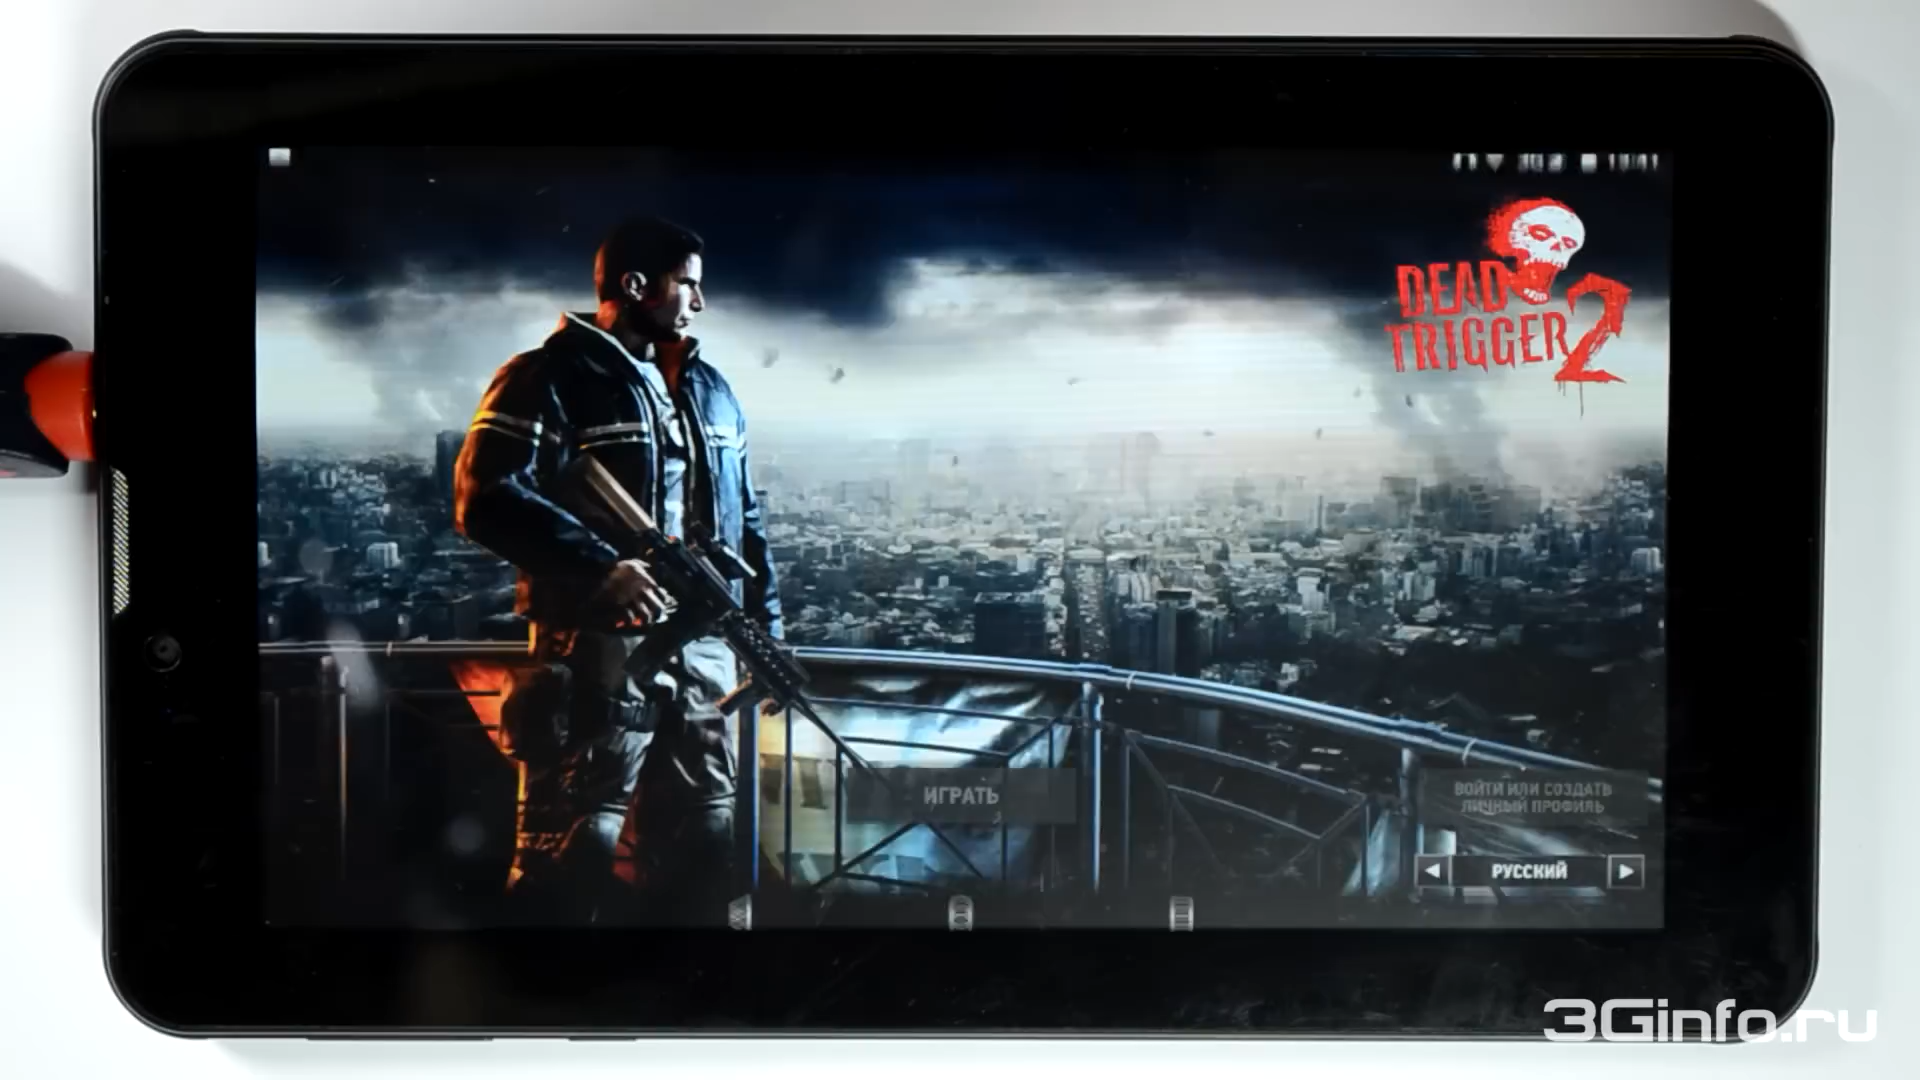 DEAD
TRIGGER 2
ИГРАТЬ
ВОЙТИ ИЛИ СОЗДАТЬ
ЛИЧНЫЙ ПРОФИЛЬ
РУССКИЙ
3Ginfo.ru